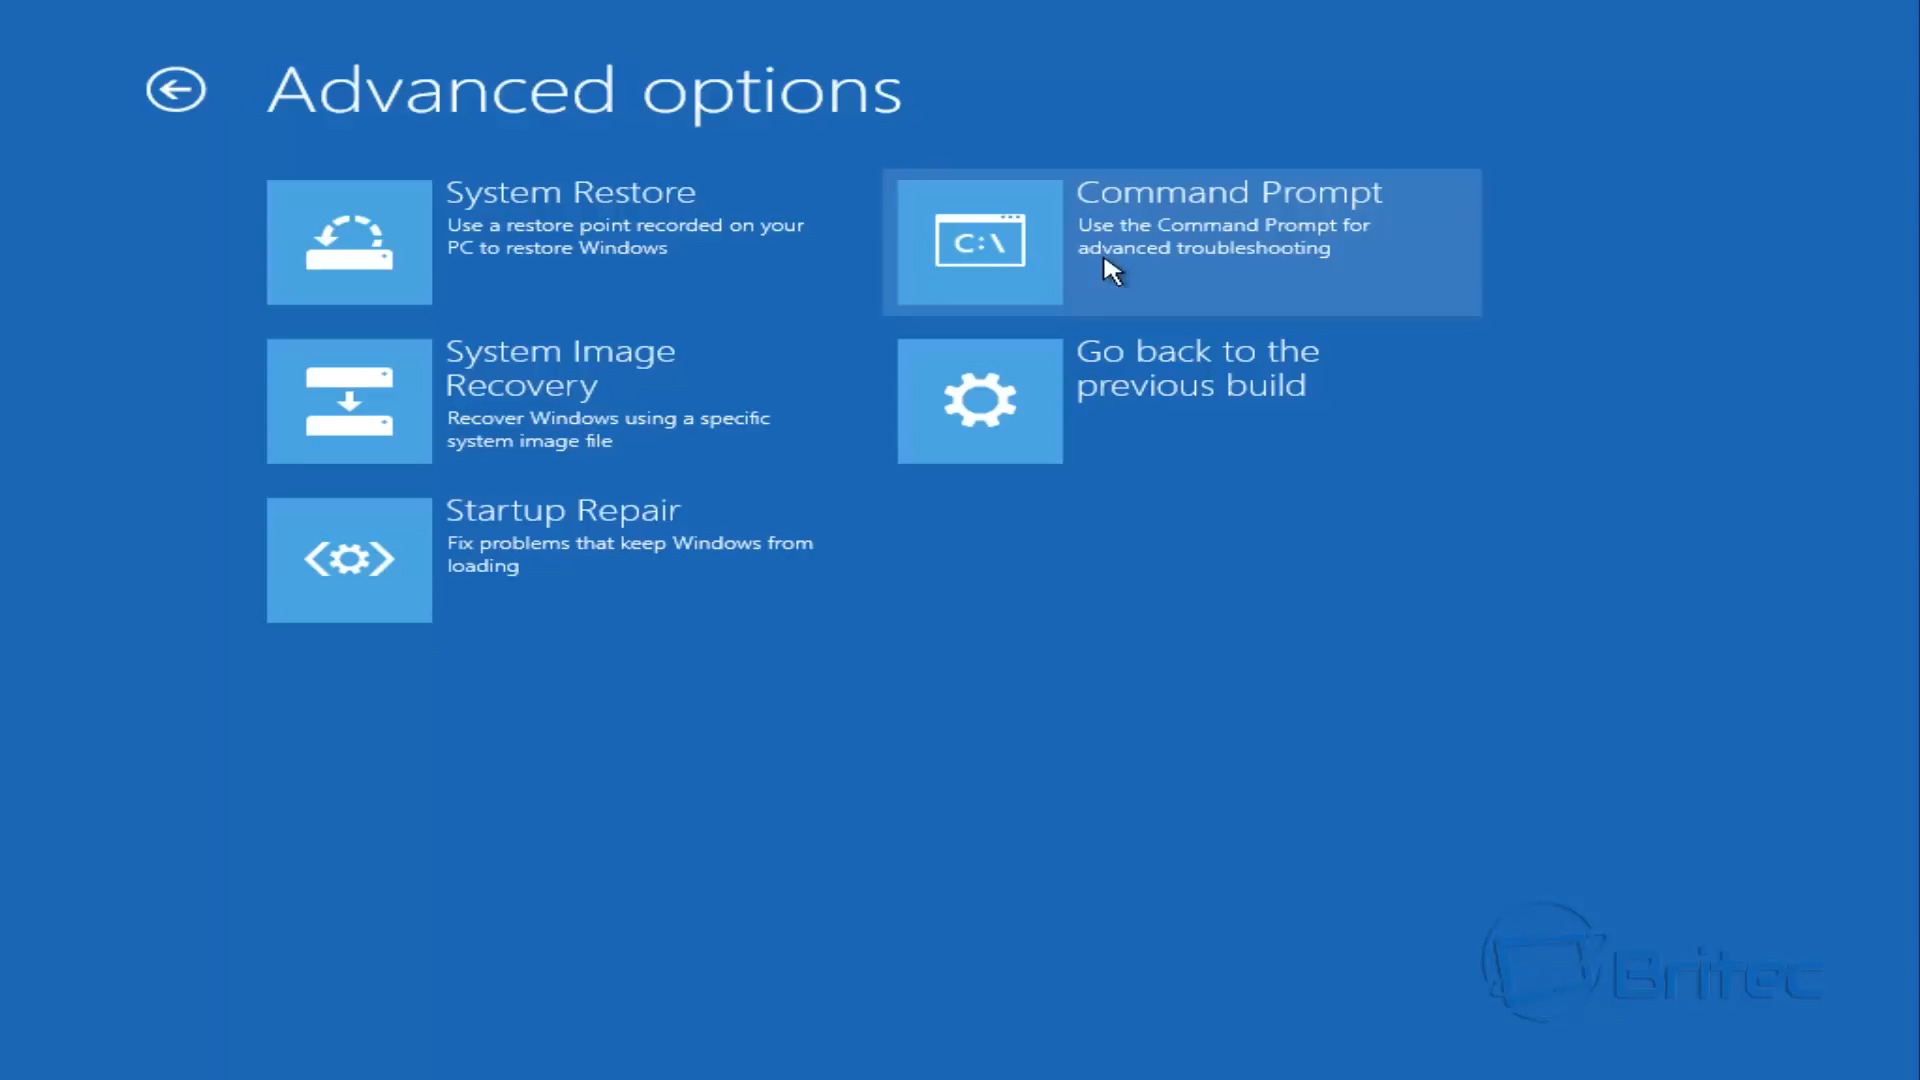 Advanced options
System Restore
Use a restore point recorded on your
PC to restore Windows
System Image
Recovery
Recover Windows using a specific
system image file
Startup Repair
Fix problems that keep Windows from
loading
C:\
Command Prompt
Use the Command Prompt for
advanced troubleshooting
Go back to the
previous build
Britec